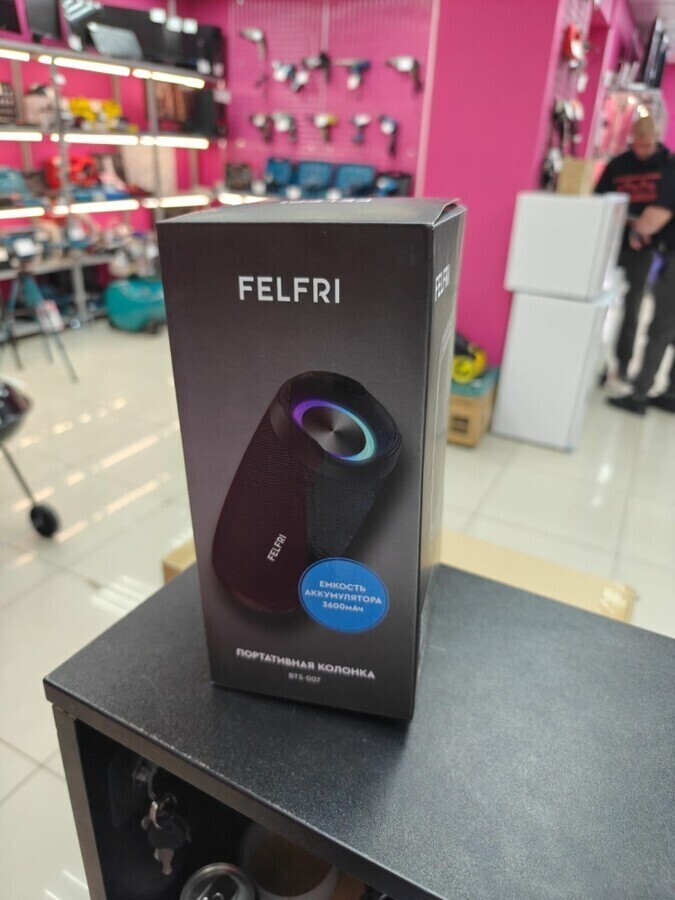 FELFRI
FELFRI
FELFRI
ЕМКОСТЬ
АККУМУЛЯТОРА
3600мАч
ПОРТАТИВНАЯ КОЛОНКА
BTS-007